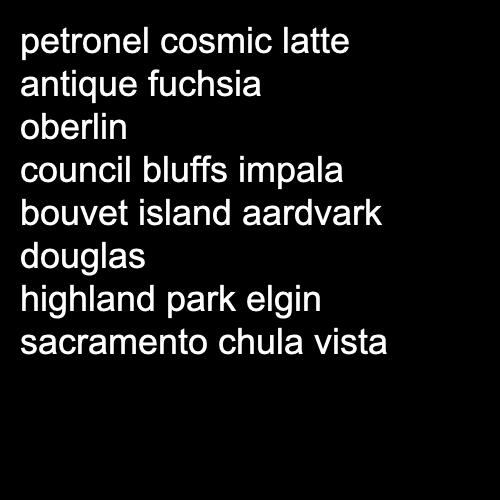 petronel cosmic latte
antique fuchsia
oberlin
council bluffs impala
bouvet island aardvark
douglas
highland park elgin
sacramento chula vista